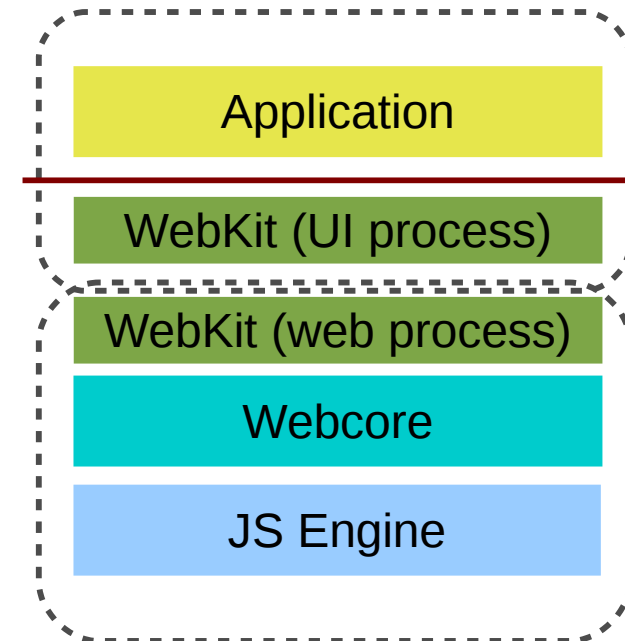 Application
WebKit (UI process)
WebKit (web process)
Webcore
JS Engine